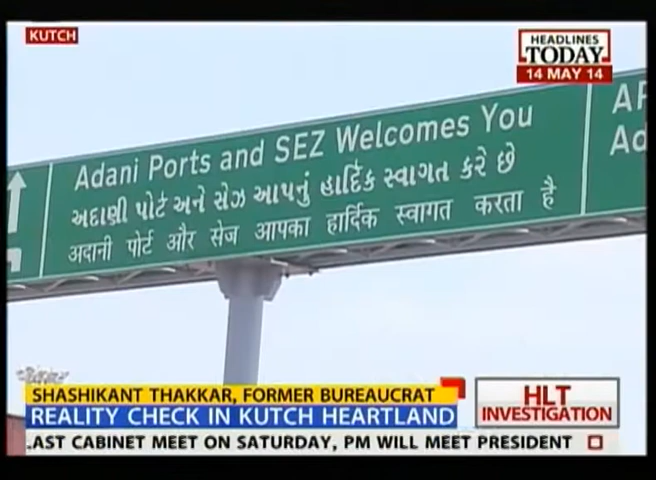 KUTCH
HEADLINES
TODAY
14 MAY 14
Adani Ports and SEZ Welcomes You
અદાણી પોર્ટ અને સેઝ આપનું હાર્દિક સ્વાગત કરે છે
अदानी पोर्ट और सेज आपका हार्दिक स्वागत करता है
SHASHIKANT THAKKAR, FORMER BUREAUCRAT
REALITY CHECK IN KUTCH HEARTLAND
HLT
INVESTIGATION
LAST CABINET MEET ON SATURDAY, PM WILL MEET PRESIDENT